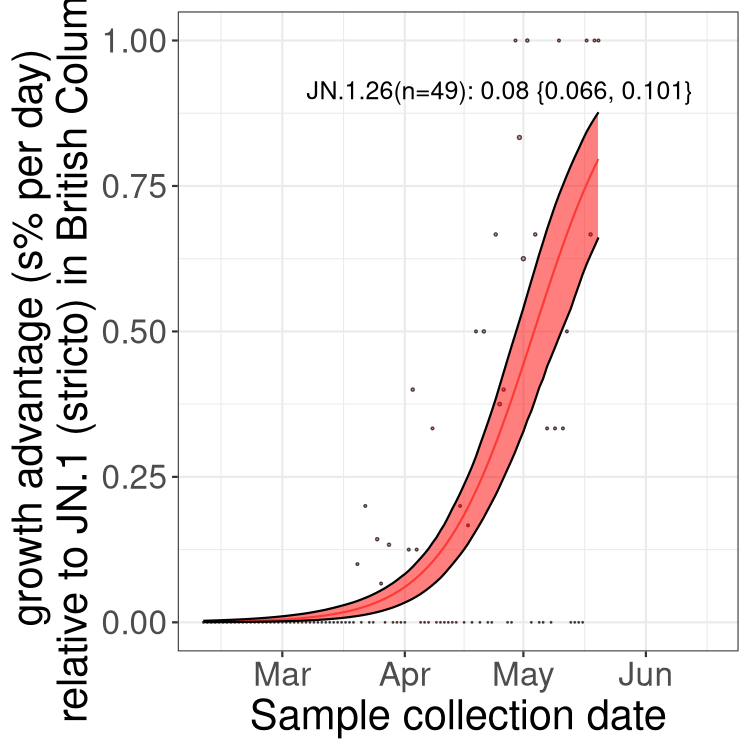 growth advantage (s% per day)
relative to JN.1 (stricto) in British Colum
1.00
0.75
0.50
0.25
0.00
JN.1.26(n=49): 0.08 {0.066, 0.101}
Mar Apr May Jun
Sample collection date